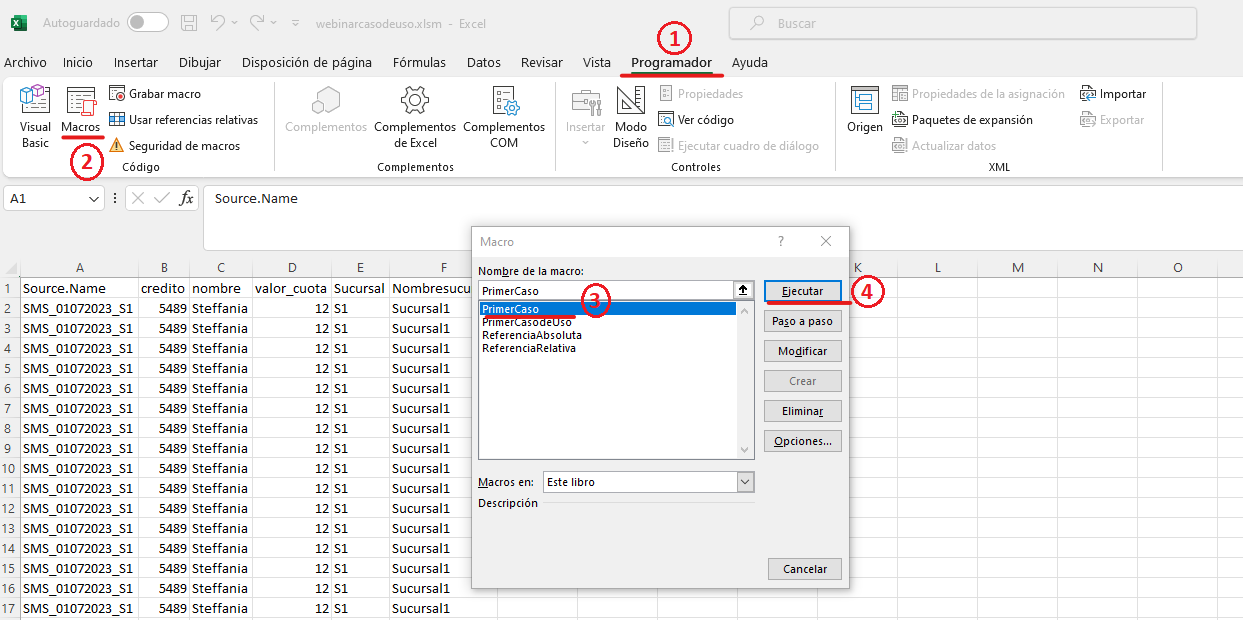 Autoguardado
webinarcasodeuso.xlsm - Excel
Buscar
1
Archivo Inicio Insertar Dibujar Disposición de página Fórmulas Datos Revisar Vista Programador Ayuda
Visual Basic
Macros
2
Grabar macro
Usar referencias relativas
Seguridad de macros
Código
Complementos
Complementos de Excel
Complementos COM
Complementos
Insertar
Modo Diseño
Propiedades
Ver código
Ejecutar cuadro de diálogo
Controles
Origen
Propiedades de la asignación
Paquetes de expansión
Actualizar datos
Importar
Exportar
XML
A1
fx
Source.Name
A B C D E F K L M N O
1 Source.Name credito nombre valor_cuota Sucursal Nombresucu
2 SMS_01072023_S1 5489 Steffania 12 S1 Sucursal1
3 SMS_01072023_S1 5489 Steffania 12 S1 Sucursal1
4 SMS_01072023_S1 5489 Steffania 12 S1 Sucursal1
5 SMS_01072023_S1 5489 Steffania 12 S1 Sucursal1
6 SMS_01072023_S1 5489 Steffania 12 S1 Sucursal1
7 SMS_01072023_S1 5489 Steffania 12 S1 Sucursal1
8 SMS_01072023_S1 5489 Steffania 12 S1 Sucursal1
9 SMS_01072023_S1 5489 Steffania 12 S1 Sucursal1
10 SMS_01072023_S1 5489 Steffania 12 S1 Sucursal1
11 SMS_01072023_S1 5489 Steffania 12 S1 Sucursal1
12 SMS_01072023_S1 5489 Steffania 12 S1 Sucursal1
13 SMS_01072023_S1 5489 Steffania 12 S1 Sucursal1
14 SMS_01072023_S1 5489 Steffania 12 S1 Sucursal1
15 SMS_01072023_S1 5489 Steffania 12 S1 Sucursal1
16 SMS_01072023_S1 5489 Steffania 12 S1 Sucursal1
17 SMS_01072023_S1 5489 Steffania 12 S1 Sucursal1
Macro ?
Nombre de la macro:
PrimerCaso
PrimerCaso
3
PrimerCasodeUso
ReferenciaAbsoluta
ReferenciaRelativa
Ejecutar
4
Paso a paso
Modificar
Crear
Eliminar
Opciones...
Macros en: Este libro
Descripción
Cancelar